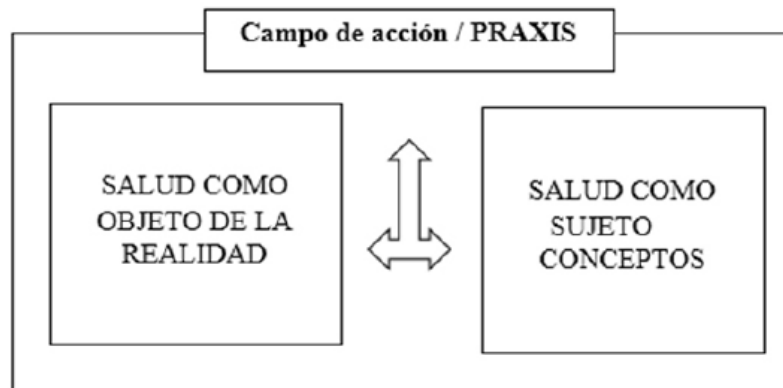 Campo de acción / PRAXIS
SALUD COMO
OBJETO DE LA
REALIDAD
SALUD COMO
SUJETO
CONCEPTOS